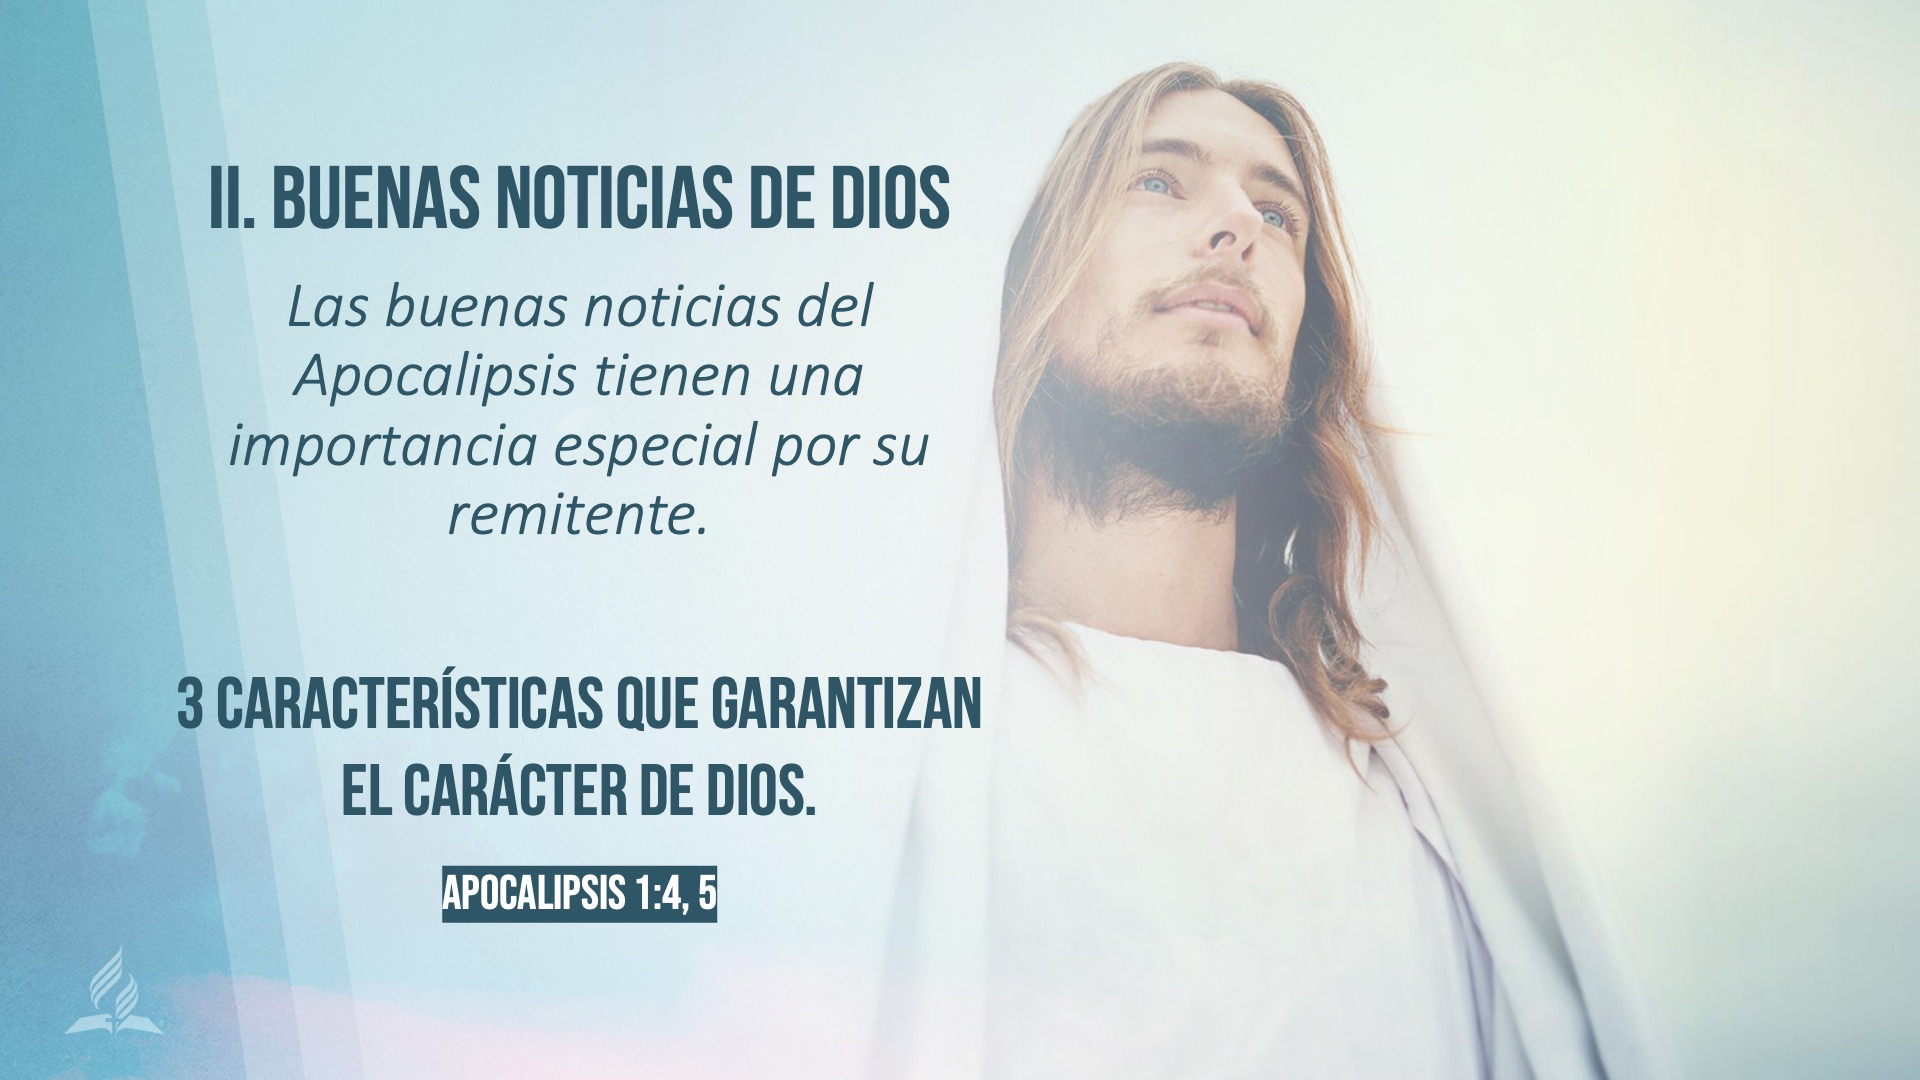 II. BUENAS NOTICIAS DE DIOS
Las buenas noticias del
Apocalipsis tienen una
importancia especial por su
remitente.
3 CARACTERÍSTICAS QUE GARANTIZAN
EL CARÁCTER DE DIOS.
APOCALIPSIS 1:4, 5